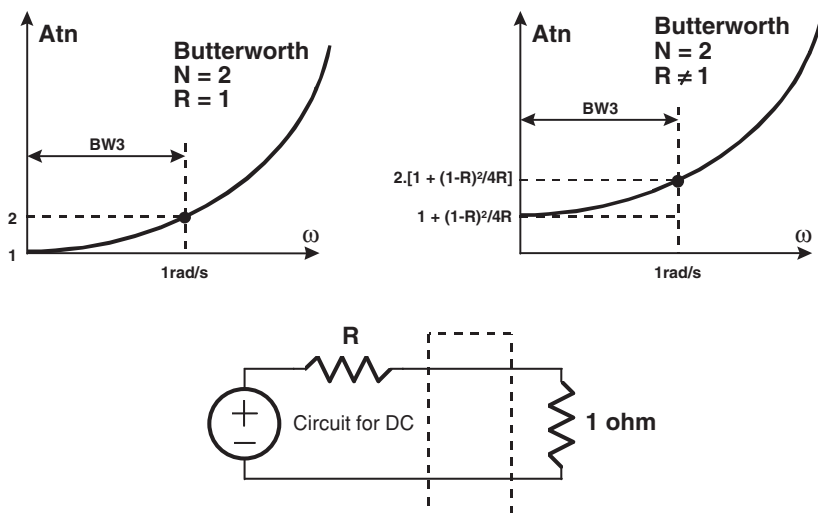 Atn
Butterworth
N = 2
R = 1
BW3
2
1
ω
1rad/s
Atn
Butterworth
N = 2
R ≠ 1
BW3
2.[1 + (1-R)²/4R]
1 + (1-R)²/4R
ω
1rad/s
R
+
−
Circuit for DC
1 ohm